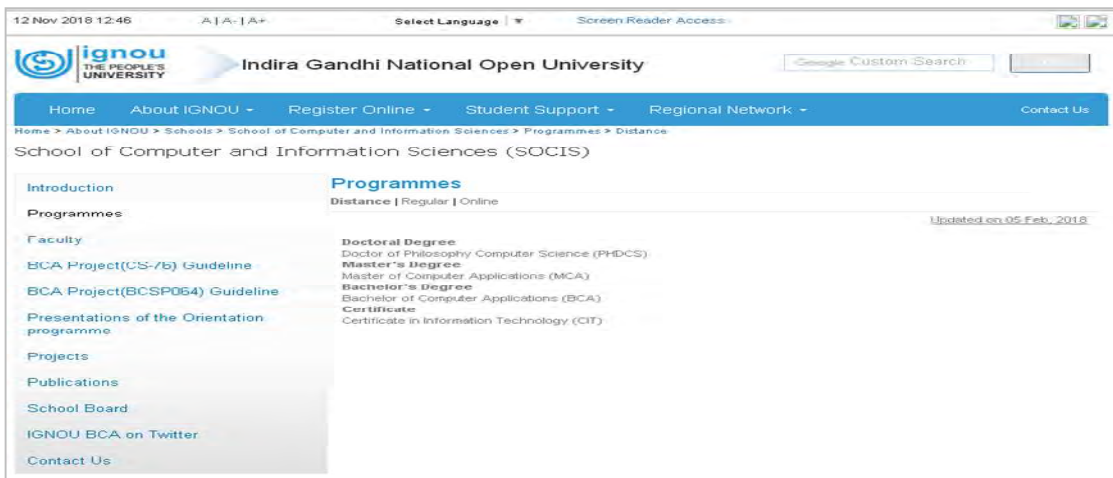 12 Nov 2018 12:46 A | A- | A+ Select Language ▼ Screen Reader Access
ignou
THE PEOPLE'S
UNIVERSITY
Indira Gandhi National Open University
Google Custom Search
Home About IGNOU Register Online Student Support Regional Network Contact Us
Home > About IGNOU > Schools > School of Computer and Information Sciences > Programmes > Distance
School of Computer and Information Sciences (SOCIS)
Introduction
Programmes
Faculty
BCA Project(CS-76) Guideline
BCA Project(BCSP064) Guideline
Presentations of the Orientation
programme
Projects
Publications
School Board
IGNOU BCA on Twitter
Contact Us
Programmes
Distance | Regular | Online
Updated on 05 Feb, 2018
Doctoral Degree
Doctor of Philosophy Computer Science (PHDCS)
Master's Degree
Master of Computer Applications (MCA)
Bachelor's Degree
Bachelor of Computer Applications (BCA)
Certificate
Certificate in Information Technology (CIT)